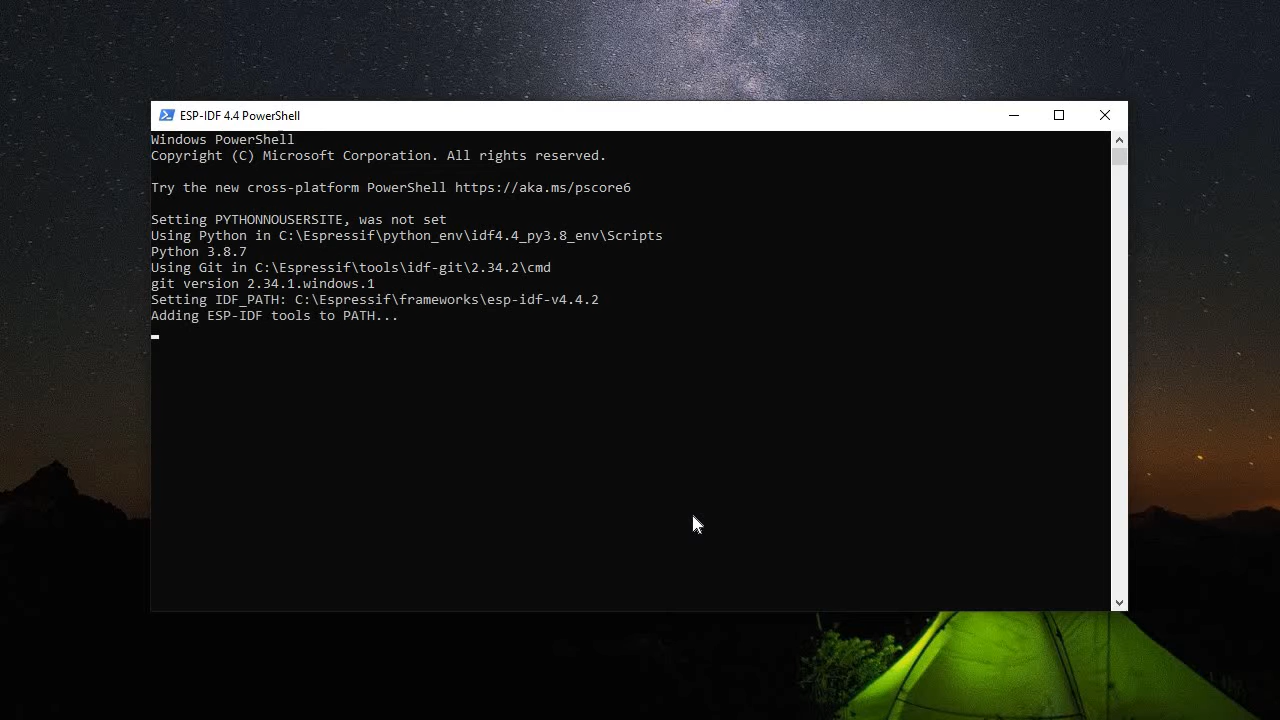 ESP-IDF 4.4 PowerShell
Windows PowerShell
Copyright (C) Microsoft Corporation. All rights reserved.
Try the new cross-platform PowerShell https://aka.ms/pscore6
Setting PYTHONNOUSERSITE, was not set
Using Python in C:\Espressif\python_env\idf4.4_py3.8_env\Scripts
Python 3.8.7
Using Git in C:\Espressif\tools\idf-git\2.34.2\cmd
git version 2.34.1.windows.1
Setting IDF_PATH: C:\Espressif\frameworks\esp-idf-v4.4.2
Adding ESP-IDF tools to PATH...